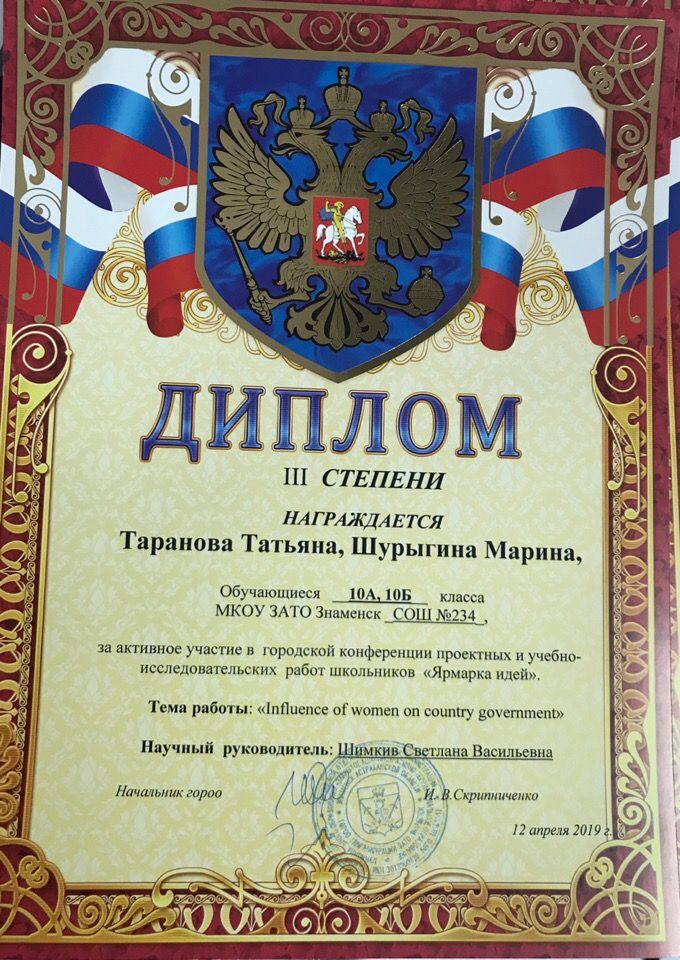 ДИПЛОМ
III СТЕПЕНИ
НАГРАЖДАЕТСЯ
Таранова Татьяна, Шурыгина Марина,
Обучающиеся 10А, 10Б класса
МКОУ ЗАТО Знаменск СОШ №234 ,
за активное участие в городской конференции проектных и учебно-
исследовательских работ школьников «Ярмарка идей».
Тема работы: «Influence of women on country government»
Научный руководитель: Шимкив Светлана Васильевна
Начальник гороо И. В.Скрипниченко
12 апреля 2019 г.